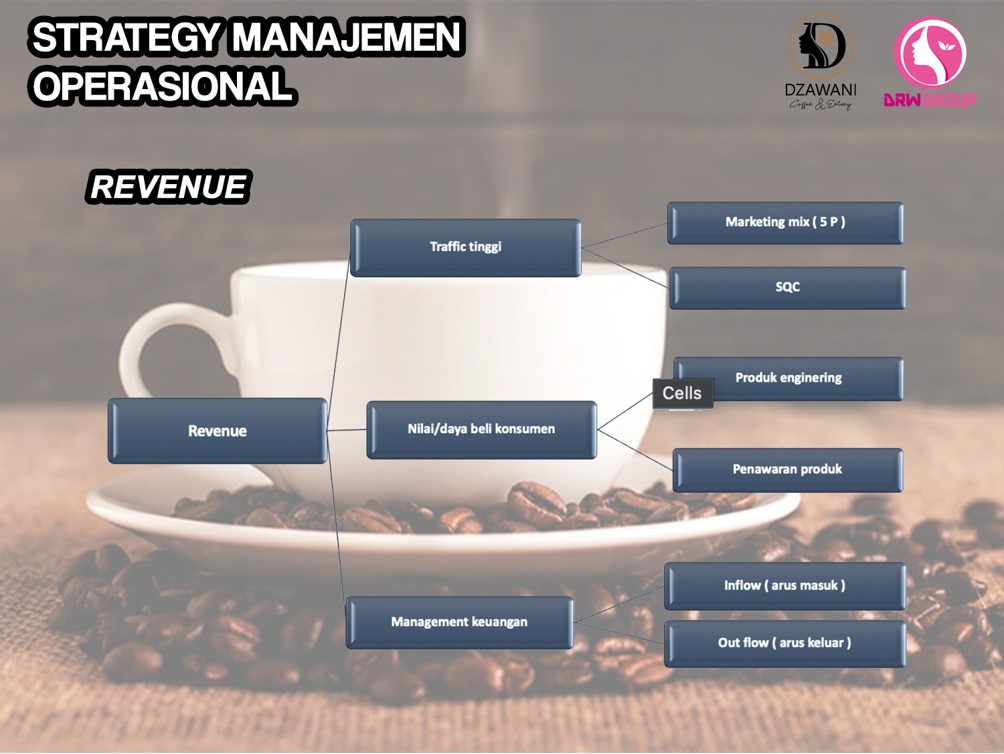 STRATEGY MANAJEMEN
OPERASIONAL
DZAWANI
Coffee & Eatery
DRW GROUP
REVENUE
Revenue
Traffic tinggi
Marketing mix ( 5 P )
SQC
Nilai/daya beli konsumen
Produk enginering
Cells
Penawaran produk
Management keuangan
Inflow ( arus masuk )
Out flow ( arus keluar )